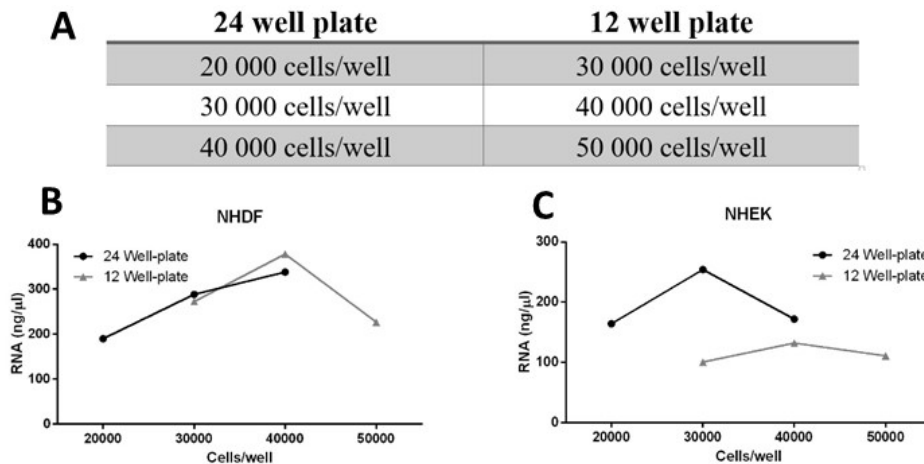 A
24 well plate 12 well plate
20 000 cells/well 30 000 cells/well
30 000 cells/well 40 000 cells/well
40 000 cells/well 50 000 cells/well
B
NHDF
24 Well-plate
12 Well-plate
RNA (ng/μl)
400
300
200
100
0
20000 30000 40000 50000
Cells/well
C
NHEK
24 Well-plate
12 Well-plate
RNA (ng/μl)
300
200
100
0
20000 30000 40000 50000
Cells/well